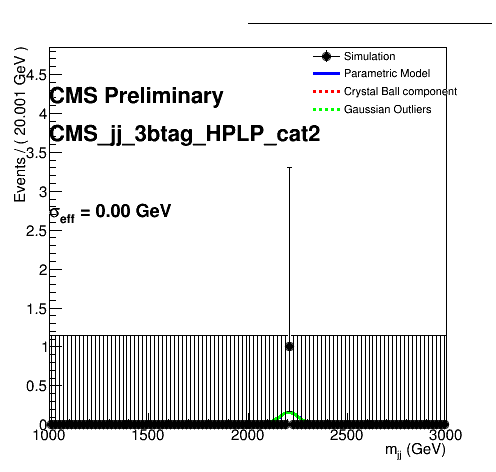 Simulation
Parametric Model
Crystal Ball component
Gaussian Outliers
CMS Preliminary
CMS_jj_3btag_HPLP_cat2
σeff = 0.00 GeV
Events / ( 20.001 GeV )
4.5
4
3.5
3
2.5
2
1.5
1
0.5
0
1000 1500 2000 2500 3000
mjj (GeV)